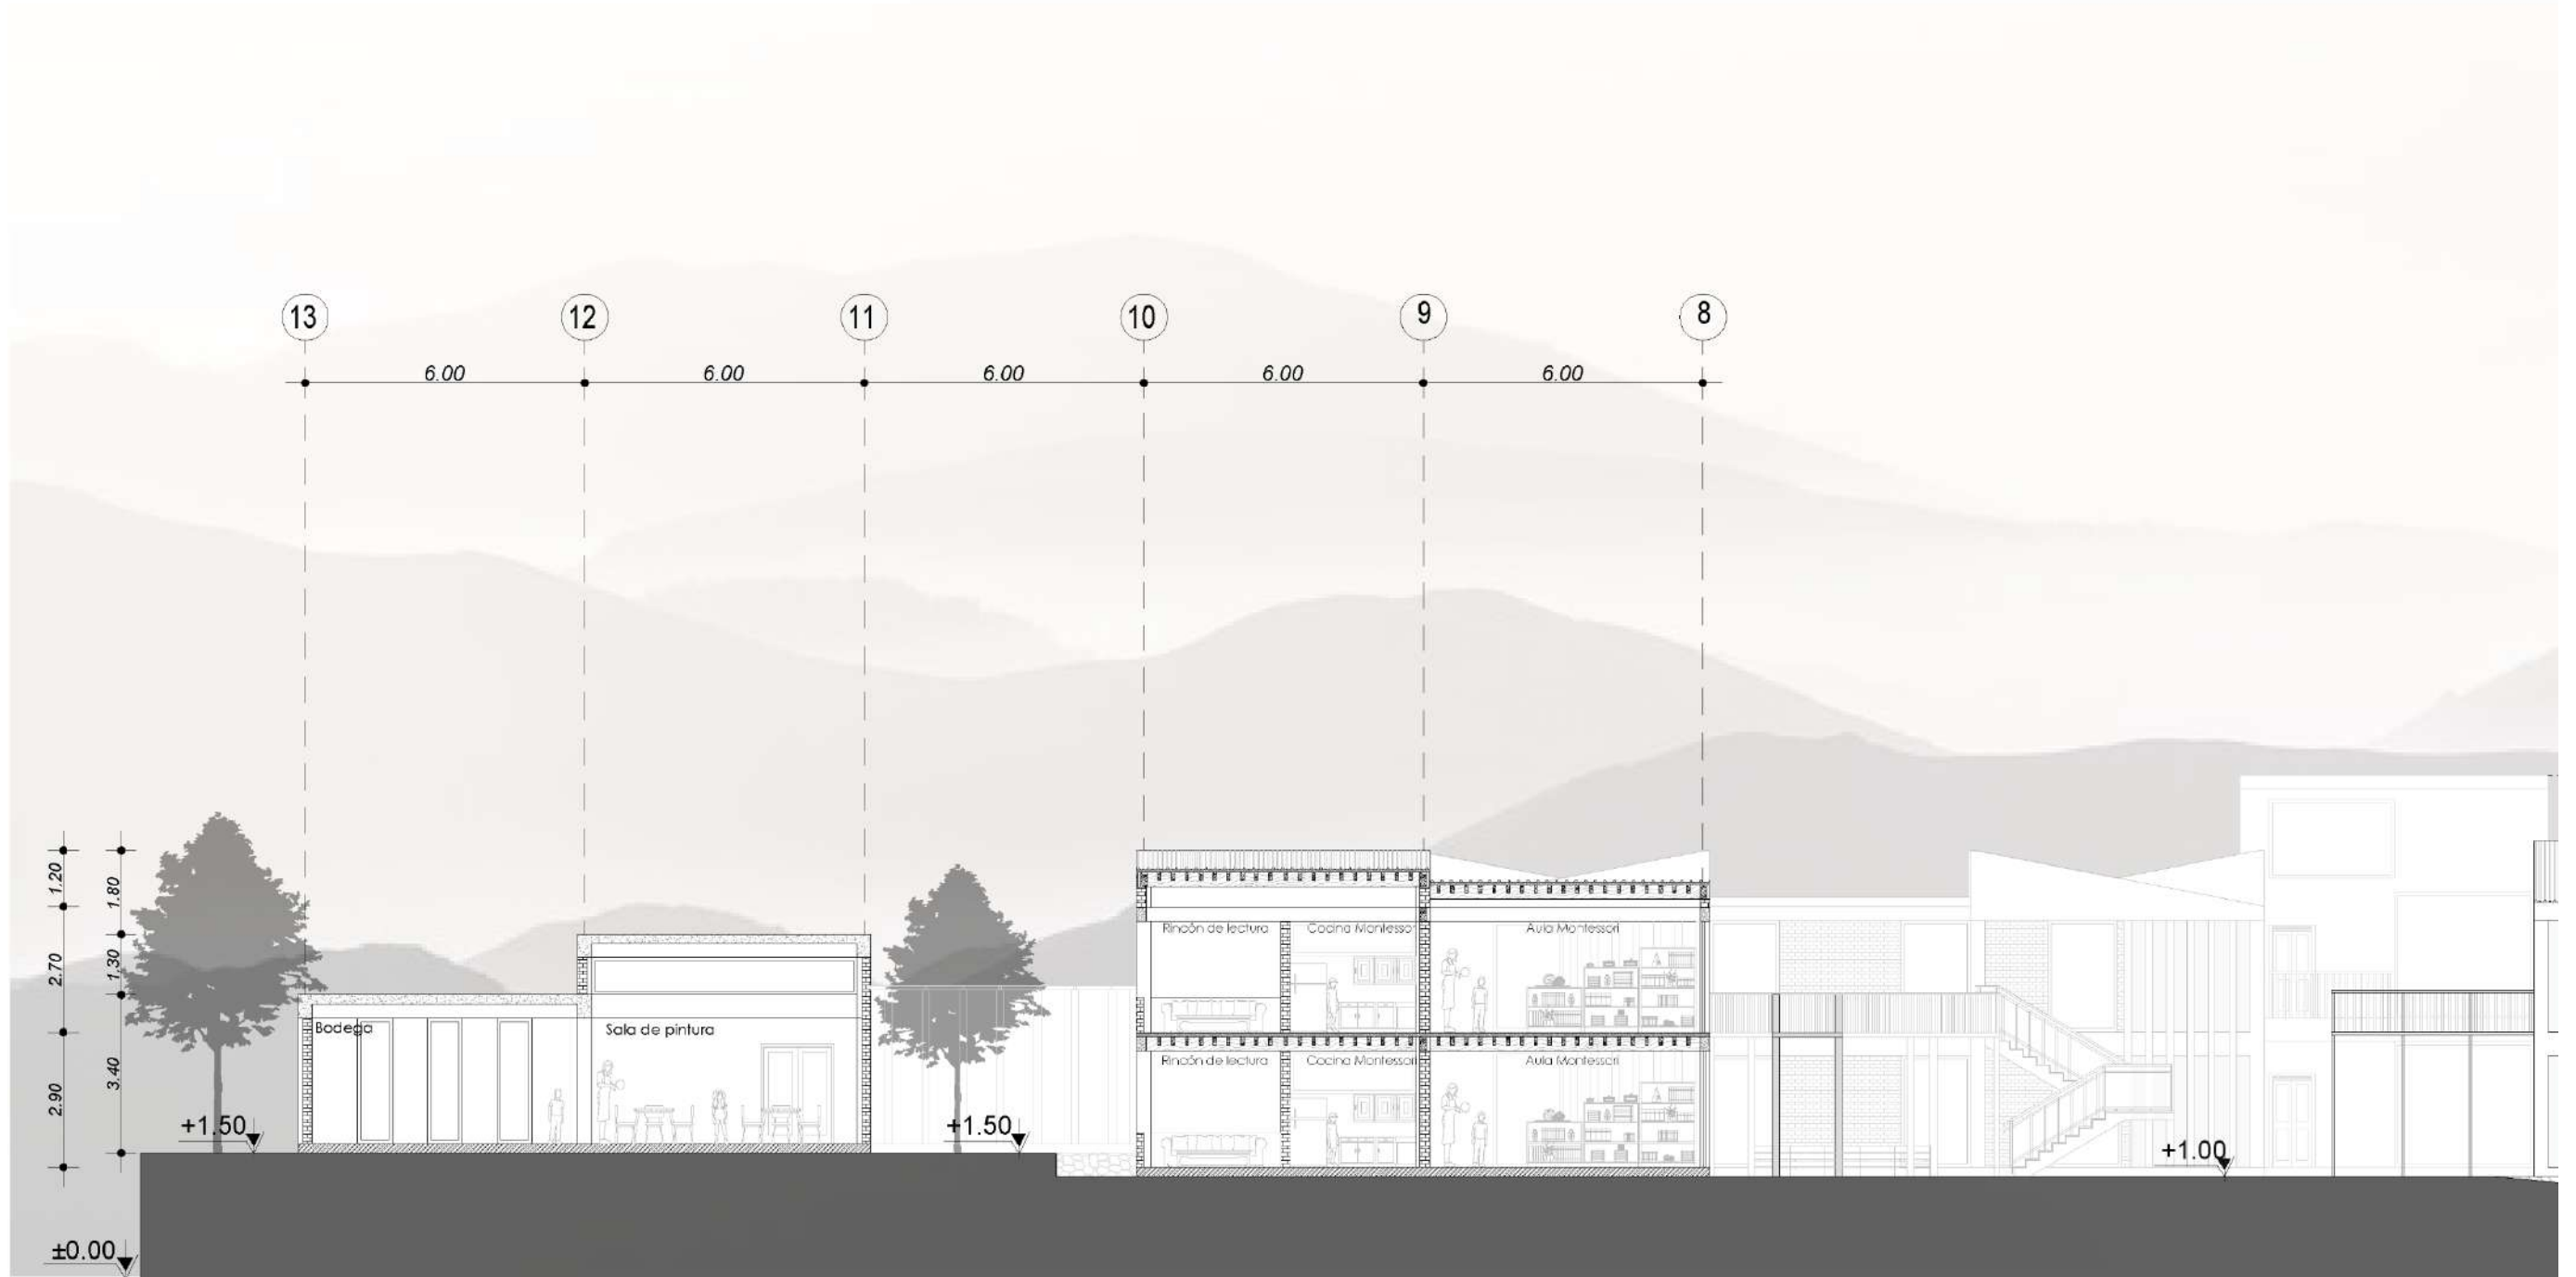 13 12 11 10 9 8
6.00 6.00 6.00 6.00 6.00
1.20
1.80
2.70
1.30
2.90
3.40
Rincón de lectura Cocina Montessor Aula Montessori
Bodega Sala de pintura
Rincón de lectura Cocina Montessori Aula Montessori
+1.50 +1.50 +1.00
±0.00